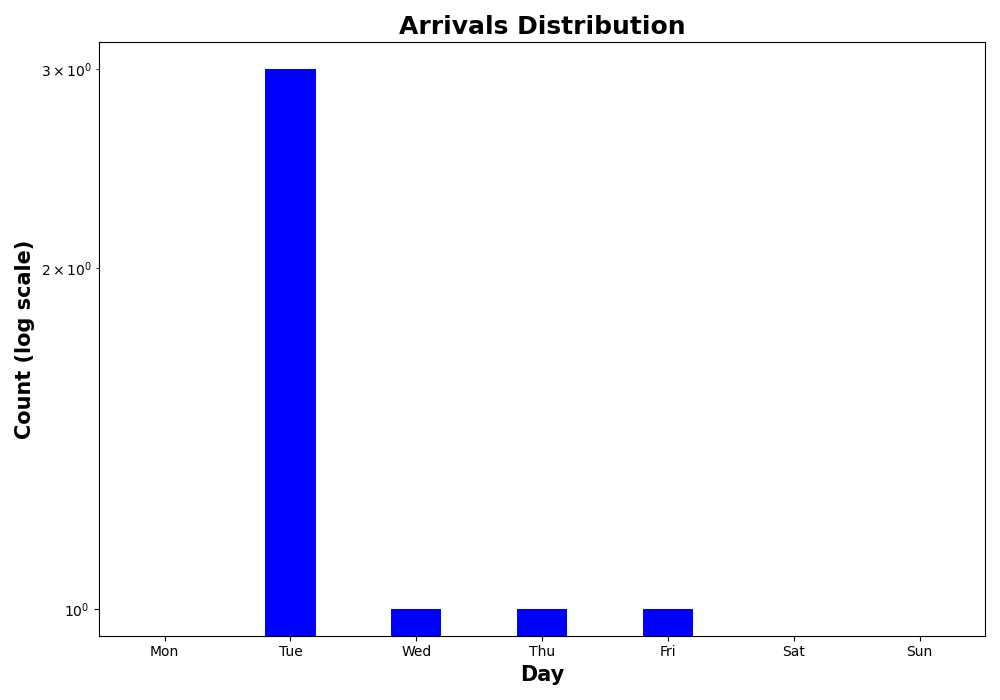 Arrivals Distribution
3 × 10⁰
2 × 10⁰
10⁰
Count (log scale)
Mon Tue Wed Thu Fri Sat Sun
Day